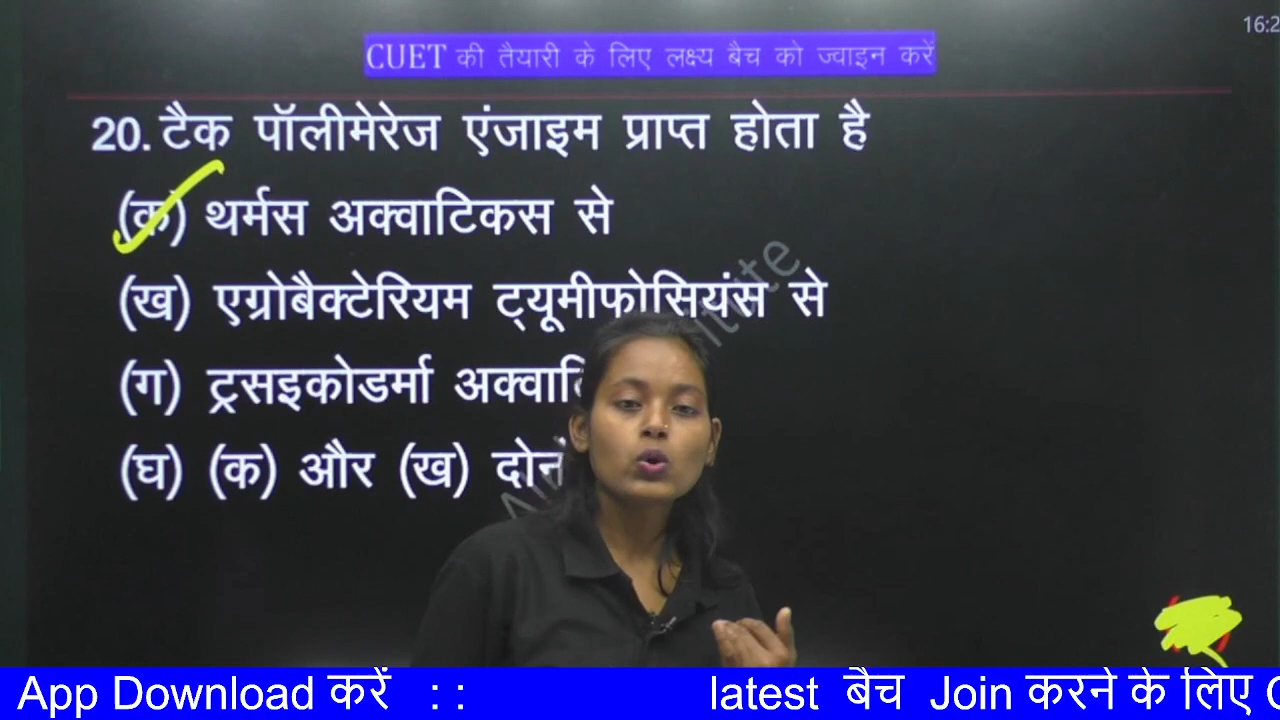 16:2
CUET की तैयारी के लिए लक्ष्य बैच को ज्वाइन करें
20. टैक पॉलीमेरेज एंजाइम प्राप्त होता है
(क) थर्मस अक्वाटिकस से
(ख) एग्रोबैक्टेरियम ट्यूमीफोसियंस से
(ग) ट्रसइकोडर्मा
(घ) (क) और (ख)
App Download करें : : latest बैच Join करने के लिए